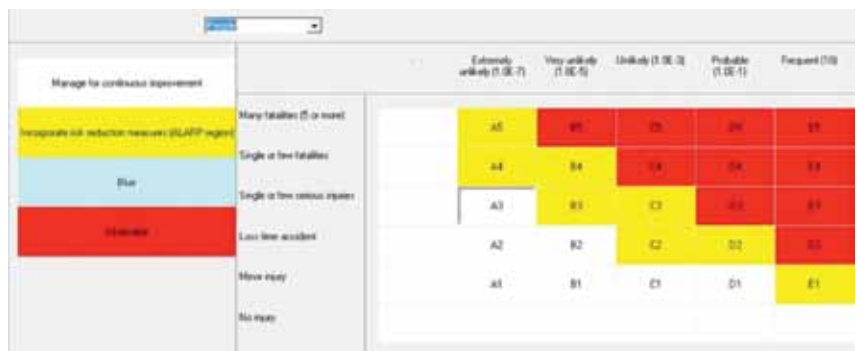 People
Extremely unlikely (1.0E-7)
Very unlikely (1.0E-5)
Unlikely (1.0E-3)
Probable (1.0E-1)
Frequent (10)
Manage for continuous improvement
Incorporate risk reduction measures (ALARP region)
Blue
Intolerable
Many fatalities (5 or more)
A5 B5 C5 D5 E5
Single or few fatalities
A4 B4 C4 D4 E4
Single or few serious injuries
A3 B3 C3 D3 E3
Loss time accident
A2 B2 C2 D2 E2
Minor injury
A1 B1 C1 D1 E1
No injury